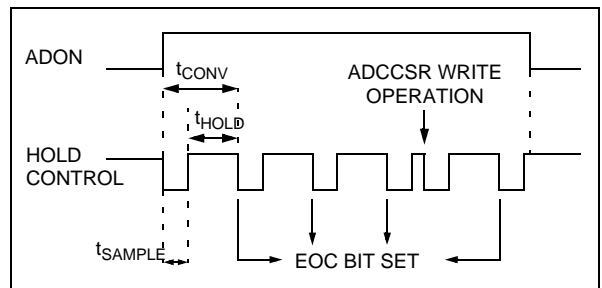 ADON
tCONV
ADCCSR WRITE
OPERATION
tHOLD
HOLD
CONTROL
tSAMPLE
EOC BIT SET